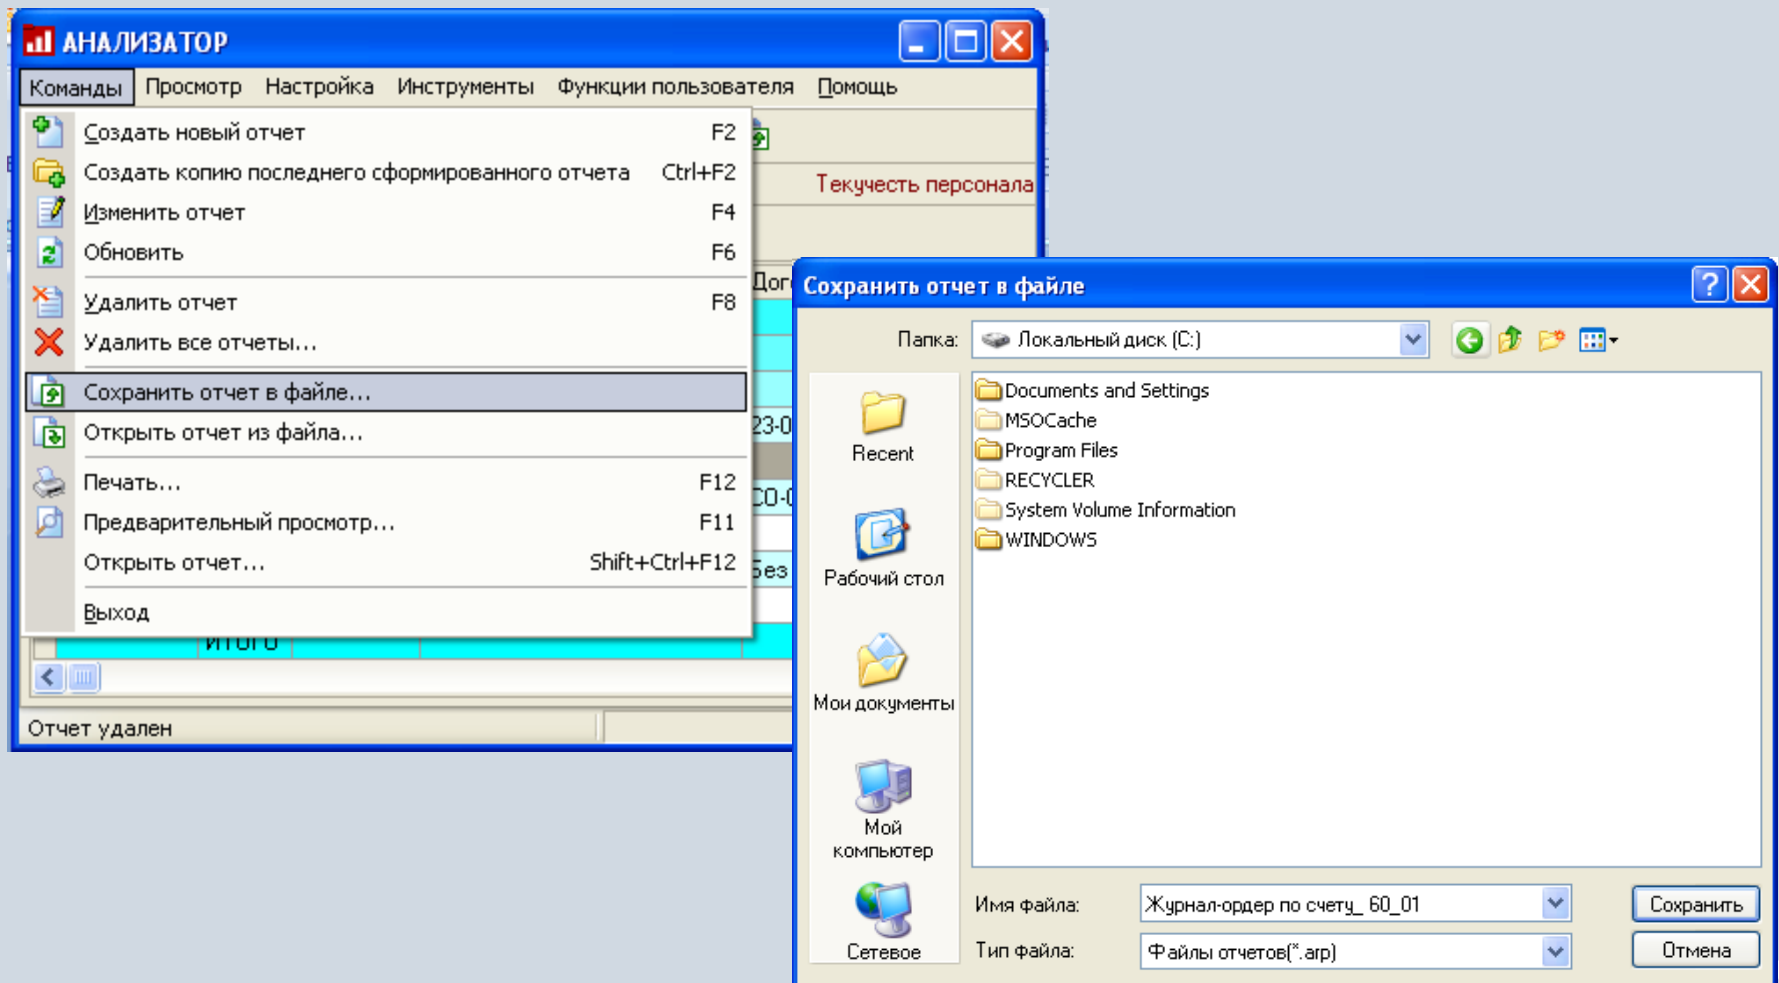 АНАЛИЗАТОР
Команды Просмотр Настройка Инструменты Функции пользователя Помощь
Создать новый отчет F2
Создать копию последнего сформированного отчета Ctrl+F2
Текучесть персонала
Изменить отчет F4
Обновить F6
Удалить отчет F8
Удалить все отчеты...
Сохранить отчет в файле...
Открыть отчет из файла...
Печать... F12
Предварительный просмотр... F11
Открыть отчет... Shift+Ctrl+F12
Без
Выход
ИТОГО
Отчет удален
Сохранить отчет в файле
Папка: Локальный диск (C:)
Recent
Рабочий стол
Мои документы
Мой
компьютер
Сетевое
Documents and Settings
MSOCache
Program Files
RECYCLER
System Volume Information
WINDOWS
Имя файла: Журнал-ордер по счету_ 60_01 Сохранить
Тип файла: Файлы отчетов(*.arp) Отмена